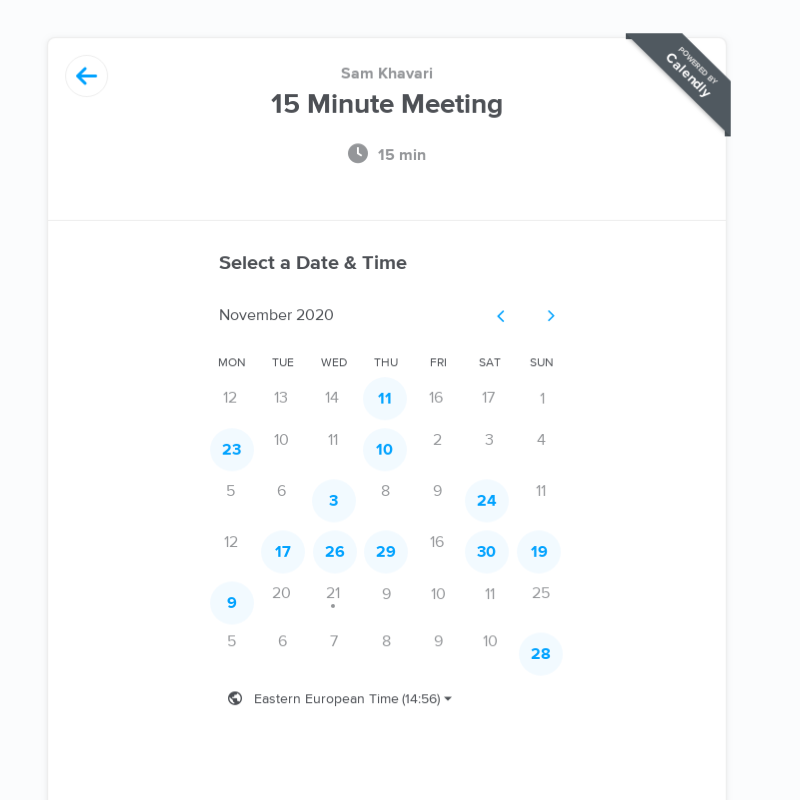 POWERED BY
Calendly
Sam Khavari
15 Minute Meeting
15 min
Select a Date & Time
November 2020
MON TUE WED THU FRI SAT SUN
12 13 14 11 16 17 1
23 10 11 10 2 3 4
5 6 3 8 9 24 11
12 17 26 29 16 30 19
9 20 21 9 10 11 25
5 6 7 8 9 10 28
Eastern European Time (14:56)